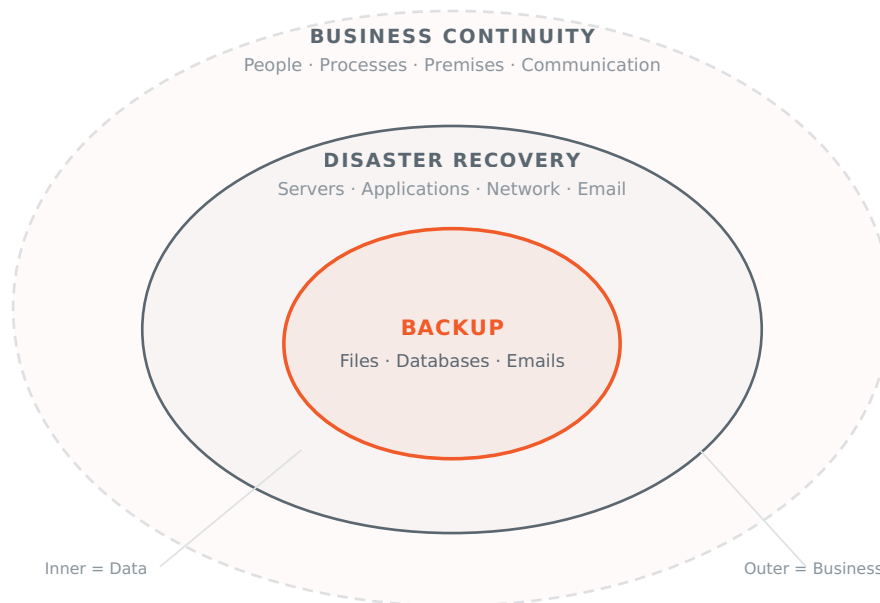 BUSINESS CONTINUITY
People · Processes · Premises · Communication
DISASTER RECOVERY
Servers · Applications · Network · Email
BACKUP
Files · Databases · Emails
Inner = Data
Outer = Business